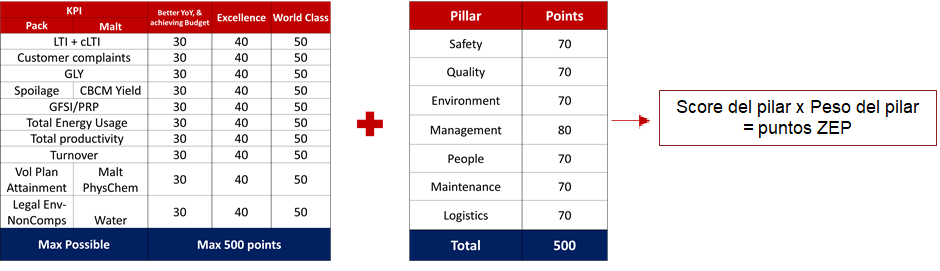 KPI
Pack Malt
Better YoY, &
achieving Budget
Excellence
World Class
LTI + cLTI 30 40 50
Customer complaints 30 40 50
GLY 30 40 50
Spoilage CBCM Yield 30 40 50
GFSI/PRP 30 40 50
Total Energy Usage 30 40 50
Total productivity 30 40 50
Turnover 30 40 50
Vol Plan
Attainment
Malt
PhysChem
30 40 50
Legal Env-
NonComps
Water
30 40 50
Max Possible Max 500 points
+
Pillar Points
Safety 70
Quality 70
Environment 70
Management 80
People 70
Maintenance 70
Logistics 70
Total 500
Score del pilar x Peso del pilar
= puntos ZEP